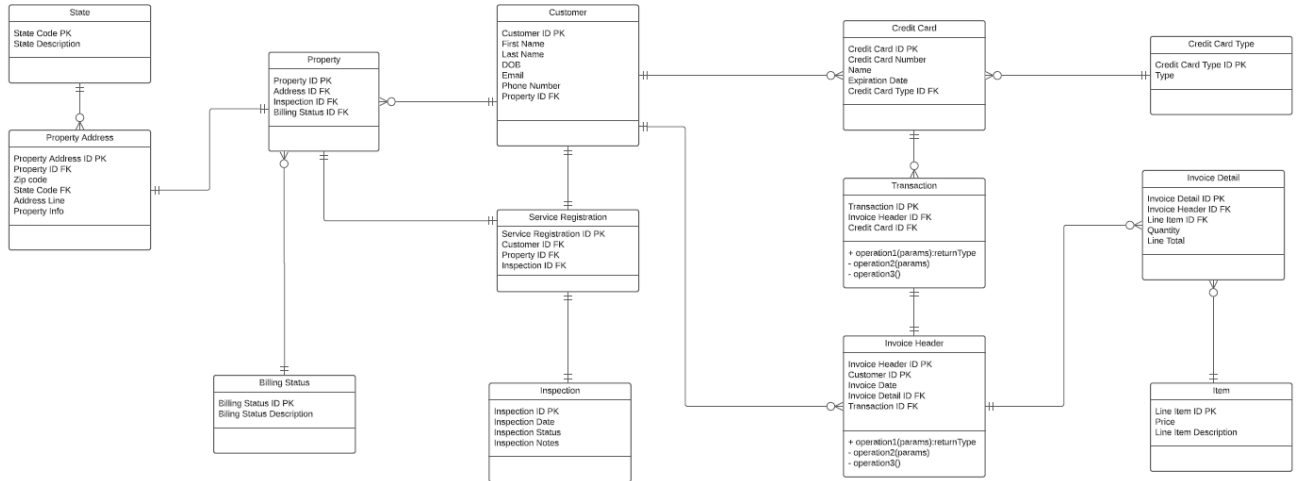 State
State Code PK
State Description
Property Address
Property Address ID PK
Property ID FK
Zip code
State Code FK
Address Line
Property Info
Property
Property ID PK
Address ID FK
Inspection ID FK
Billing Status ID FK
Billing Status
Billing Status ID PK
Biling Status Description
Customer
Customer ID PK
First Name
Last Name
DOB
Email
Phone Number
Property ID FK
Service Registration
Service Registration ID PK
Customer ID FK
Property ID FK
Inspection ID FK
Inspection
Inspection ID PK
Inspection Date
Inspection Status
Inspection Notes
Credit Card
Credit Card ID PK
Credit Card Number
Name
Expiration Date
Credit Card Type ID FK
Transaction
Transaction ID PK
Invoice Header ID FK
Credit Card ID FK
+ operation1(params):returnType
- operation2(params)
- operation3()
Invoice Header
Invoice Header ID PK
Customer ID PK
Invoice Date
Invoice Detail ID FK
Transaction ID FK
+ operation1(params):returnType
- operation2(params)
- operation3()
Credit Card Type
Credit Card Type ID PK
Type
Invoice Detail
Invoice Detail ID PK
Invoice Header ID FK
Line Item ID FK
Quantity
Line Total
Item
Line Item ID PK
Price
Line Item Description